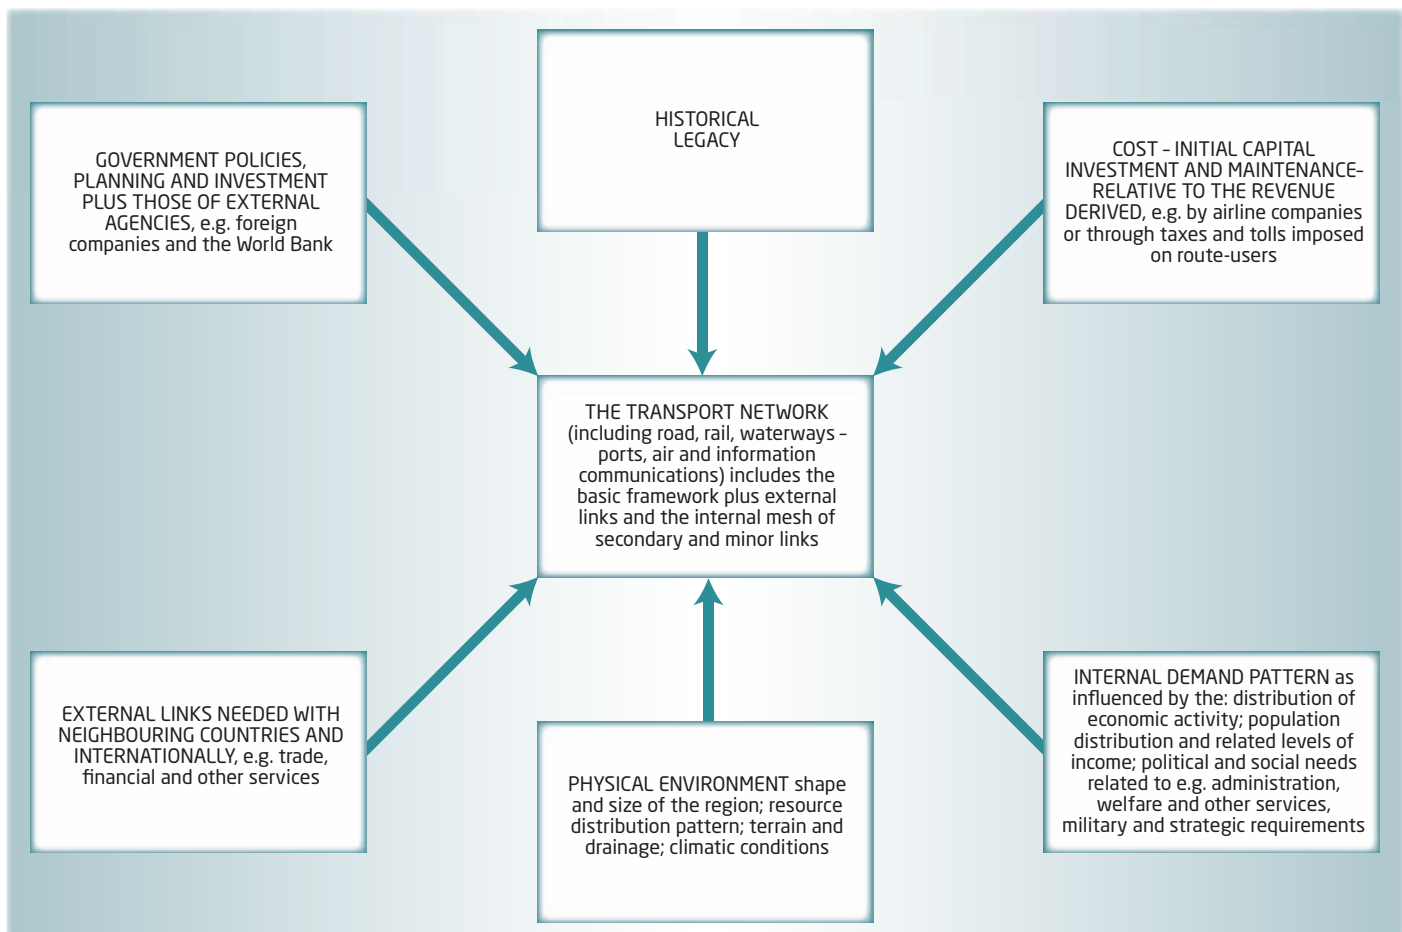 HISTORICAL
LEGACY
GOVERNMENT POLICIES,
PLANNING AND INVESTMENT
PLUS THOSE OF EXTERNAL
AGENCIES, e.g. foreign
companies and the World Bank
COST – INITIAL CAPITAL
INVESTMENT AND MAINTENANCE–
RELATIVE TO THE REVENUE
DERIVED, e.g. by airline companies
or through taxes and tolls imposed
on route-users
THE TRANSPORT NETWORK
(including road, rail, waterways –
ports, air and information
communications) includes the
basic framework plus external
links and the internal mesh of
secondary and minor links
EXTERNAL LINKS NEEDED WITH
NEIGHBOURING COUNTRIES AND
INTERNATIONALLY, e.g. trade,
financial and other services
PHYSICAL ENVIRONMENT shape
and size of the region; resource
distribution pattern; terrain and
drainage; climatic conditions
INTERNAL DEMAND PATTERN as
influenced by the: distribution of
economic activity; population
distribution and related levels of
income; political and social needs
related to e.g. administration,
welfare and other services,
military and strategic requirements